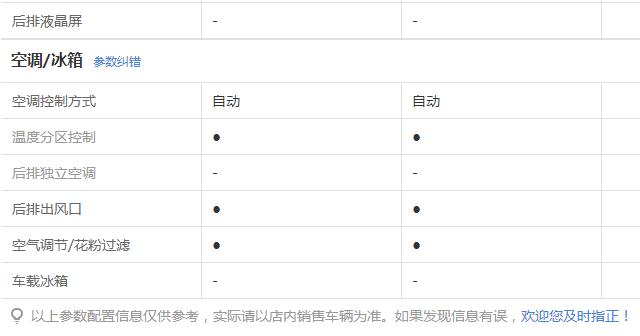 后排液晶屏 - -
空调/冰箱 参数纠错
空调控制方式 自动 自动
温度分区控制 ● ●
后排独立空调 - -
后排出风口 ● ●
空气调节/花粉过滤 ● ●
车载冰箱 - -
以上参数配置信息仅供参考，实际请以店内销售车辆为准。如果发现信息有误，欢迎您及时指正！